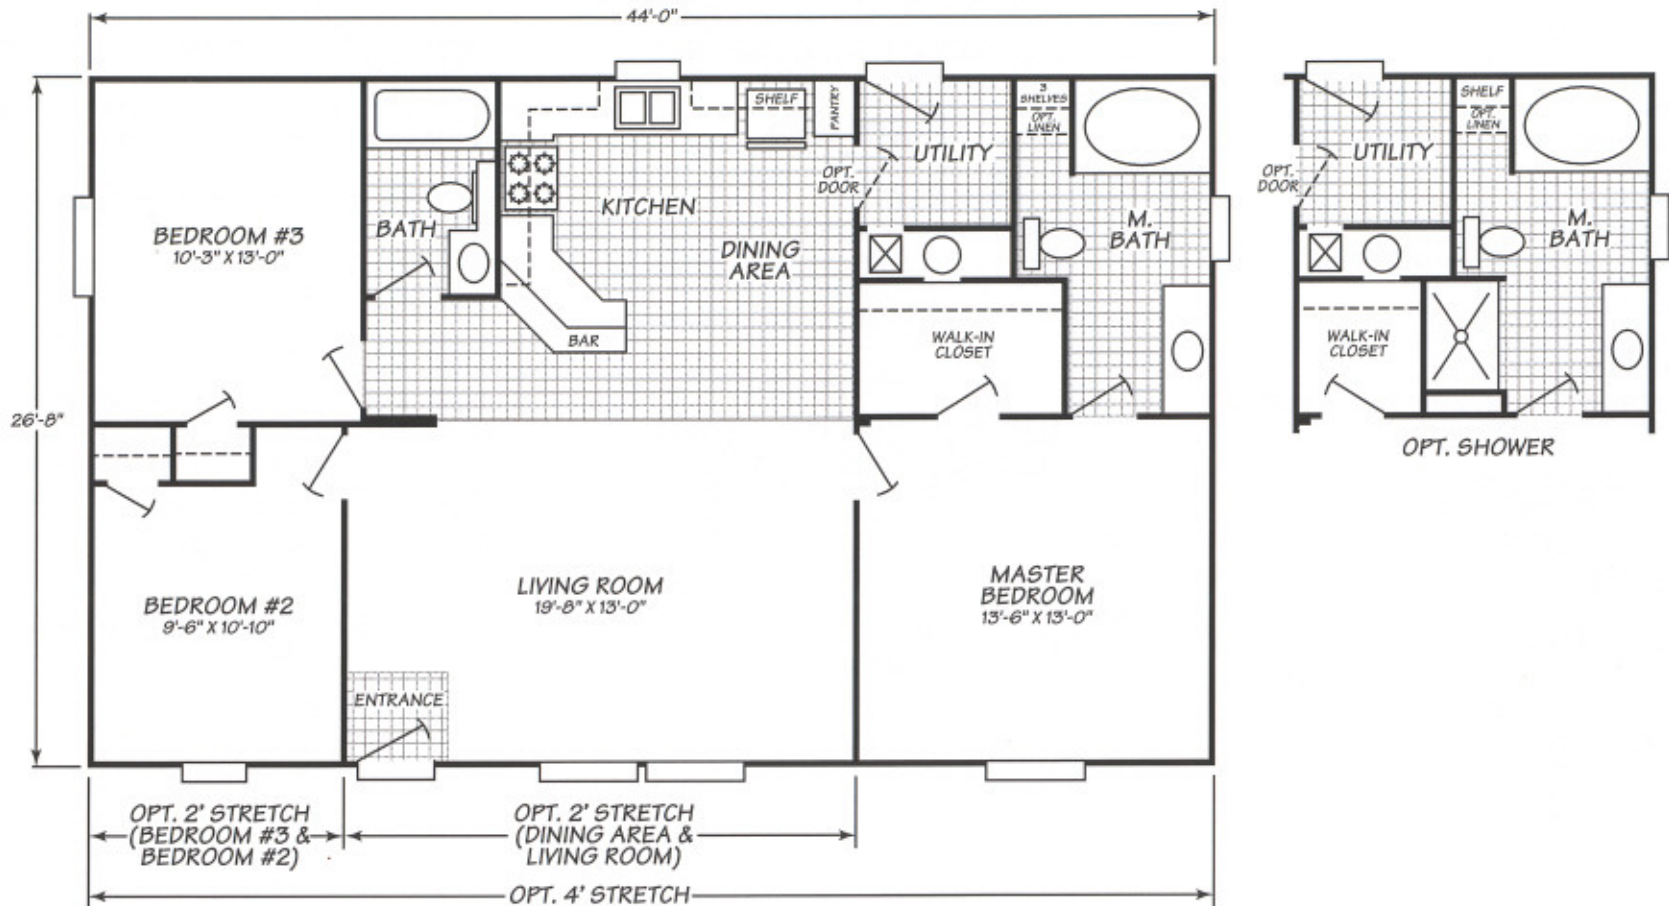 44'-0"
26'-8"
BEDROOM #3
10'-3" X 13'-0"
BATH
KITCHEN
SHELF
PANTRY
DINING
AREA
BAR
OPT.
DOOR
UTILITY
3
SHELVES
OPT.
LINEN
M.
BATH
WALK-IN
CLOSET
BEDROOM #2
9'-6" X 10'-10"
LIVING ROOM
19'-8" X 13'-0"
ENTRANCE
MASTER
BEDROOM
13'-6" X 13'-0"
OPT. 2' STRETCH
(BEDROOM #3 &
BEDROOM #2)
OPT. 2' STRETCH
(DINING AREA &
LIVING ROOM)
OPT. 4' STRETCH
OPT.
DOOR
UTILITY
SHELF
OPT.
LINEN
M.
BATH
WALK-IN
CLOSET
OPT. SHOWER